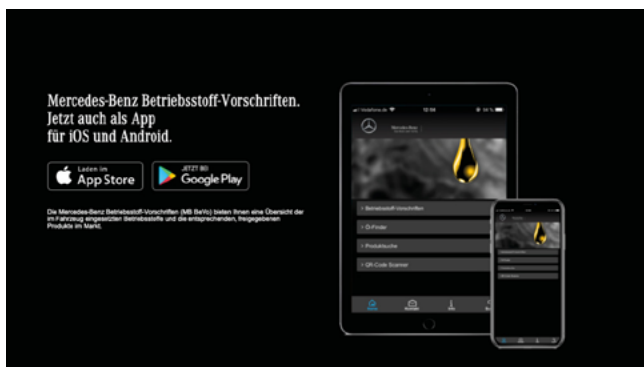 Mercedes-Benz Betriebsstoff-Vorschriften.
Jetzt auch als App
für iOS und Android.
Laden im
App Store
JETZT BEI
Google Play
Die Mercedes-Benz Betriebsstoff-Vorschriften (MB BeVo) bieten Ihnen eine Übersicht der
im Fahrzeug eingesetzten Betriebsstoffe und die entsprechenden, freigegebenen
Produkte im Markt.
12:56
> Betriebsstoff-Vorschriften
> Öl-Finder
> Produktsuche
> QR-Code Scanner